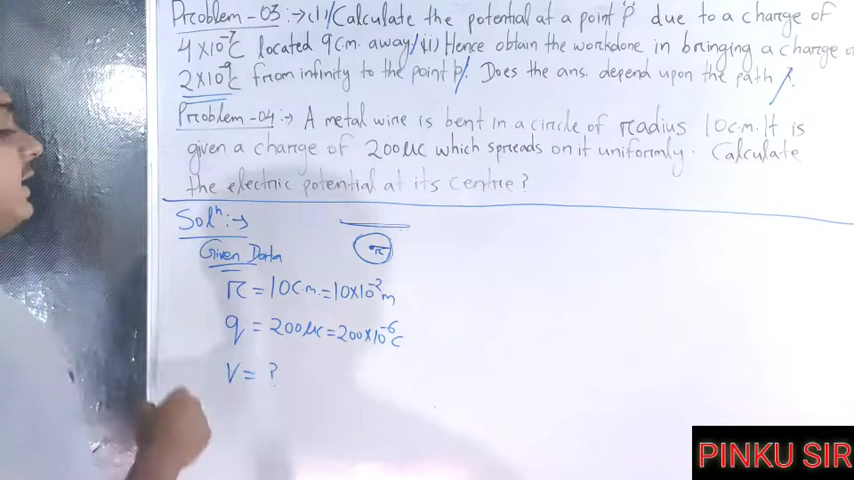 Problem-03:→(i)/Calculate the potential at a point 'P' due to a charge of
4×10⁻⁷C located 9c.m. away/(ii) Hence obtain the workdone in bringing a charge of
2×10⁻⁹C from infinity to the point P/. Does the ans. depend upon the path/.
Problem-04:→ A metal wire is bent in a circle of radius 10c.m. It is
given a charge of 200μc which spreads on it uniformly. Calculate
the electric potential at its centre?
Solⁿ:→
Given Data
r
r = 10c.m. = 10×10⁻²m
q = 200μc = 200×10⁻⁶c
V = ?
PINKU SIR